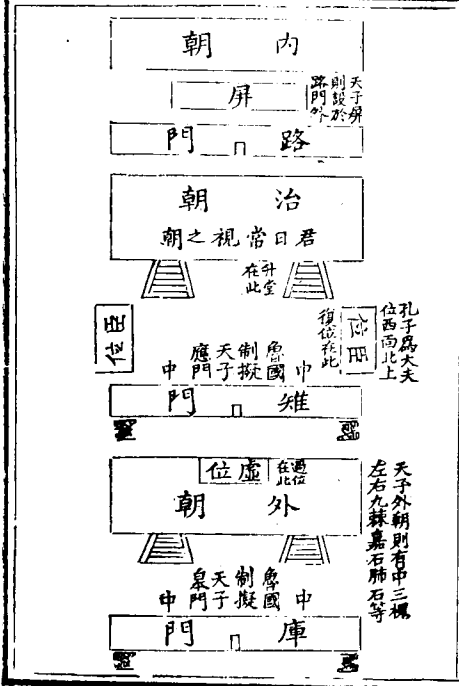 内朝
屏
天子屏
則設於
路門外
路門
治朝
君日常視之朝
升堂
在此
孔子爲大夫
位西面北上
臣位
復位在此
臣位
中
魯國
制擬
天子
應門
中
雉門
虛位
過位
在此
外朝
天子外朝則有中三槐
左右九棘嘉石肺石等
中
魯國
制擬
天子
皋門
中
庫門